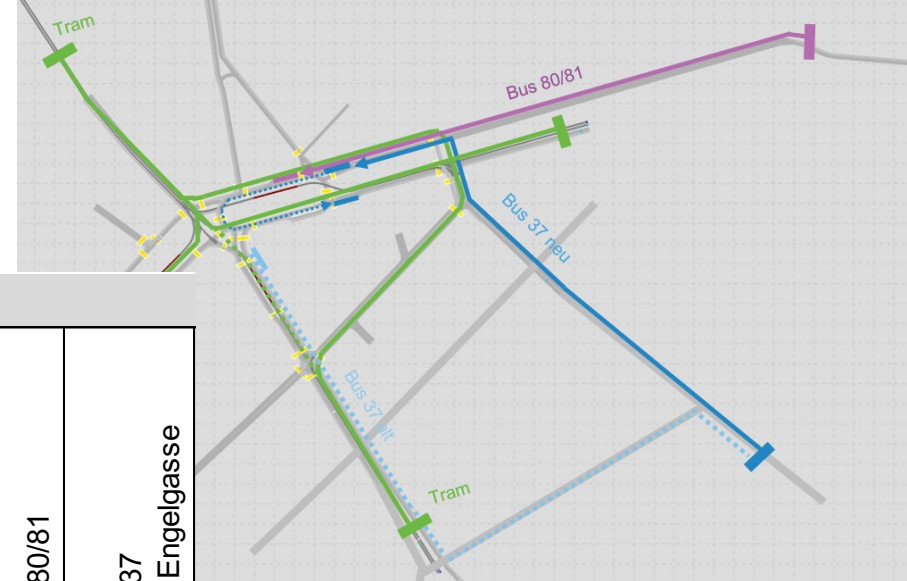 Tram
Bus 80/81
Bus 37 neu
Bus 37 alt
Tram
80/81
37
Engelgasse